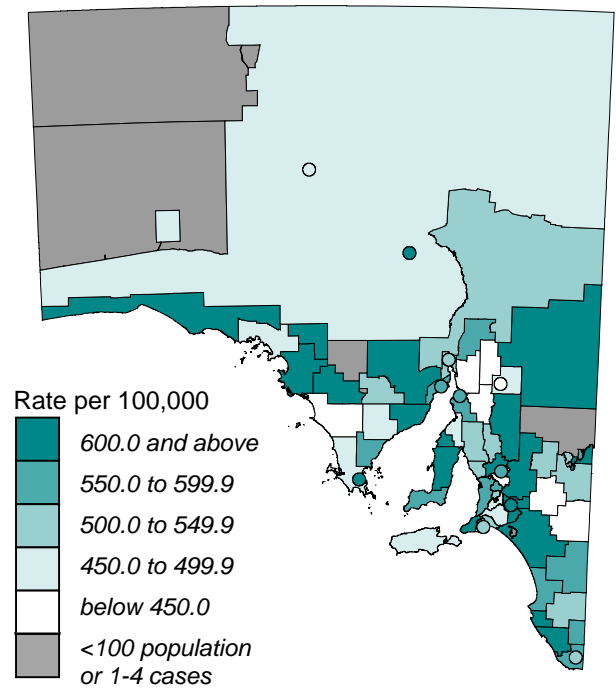 Rate per 100,000
600.0 and above
550.0 to 599.9
500.0 to 549.9
450.0 to 499.9
below 450.0
<100 population
or 1-4 cases